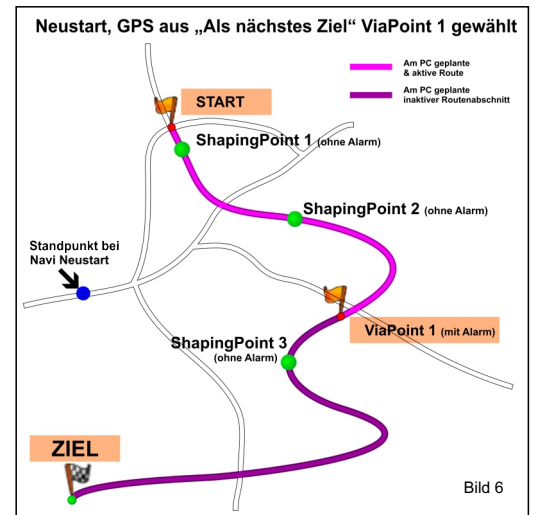 Neustart, GPS aus „Als nächstes Ziel“ ViaPoint 1 gewählt
Am PC geplante
& aktive Route
Am PC geplante
inaktiver Routenabschnitt
START
ShapingPoint 1 (ohne Alarm)
ShapingPoint 2 (ohne Alarm)
Standpunkt bei
Navi Neustart
ViaPoint 1 (mit Alarm)
ShapingPoint 3
(ohne Alarm)
ZIEL
Bild 6